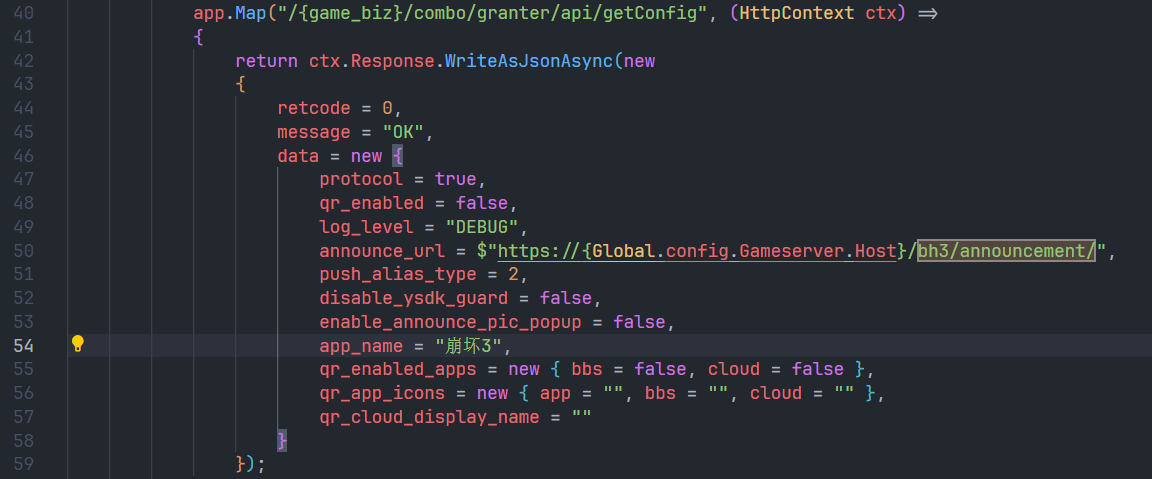 40 app.Map("/{game_biz}/combo/granter/api/getConfig", (HttpContext ctx) =>
41 {
42 return ctx.Response.WriteAsJsonAsync(new
43 {
44 retcode = 0,
45 message = "OK",
46 data = new {
47 protocol = true,
48 qr_enabled = false,
49 log_level = "DEBUG",
50 announce_url = $"https://{Global.config.Gameserver.Host}/bh3/announcement/",
51 push_alias_type = 2,
52 disable_ysdk_guard = false,
53 enable_announce_pic_popup = false,
54 app_name = "崩坏3",
55 qr_enabled_apps = new { bbs = false, cloud = false },
56 qr_app_icons = new { app = "", bbs = "", cloud = "" },
57 qr_cloud_display_name = ""
58 }
59 });